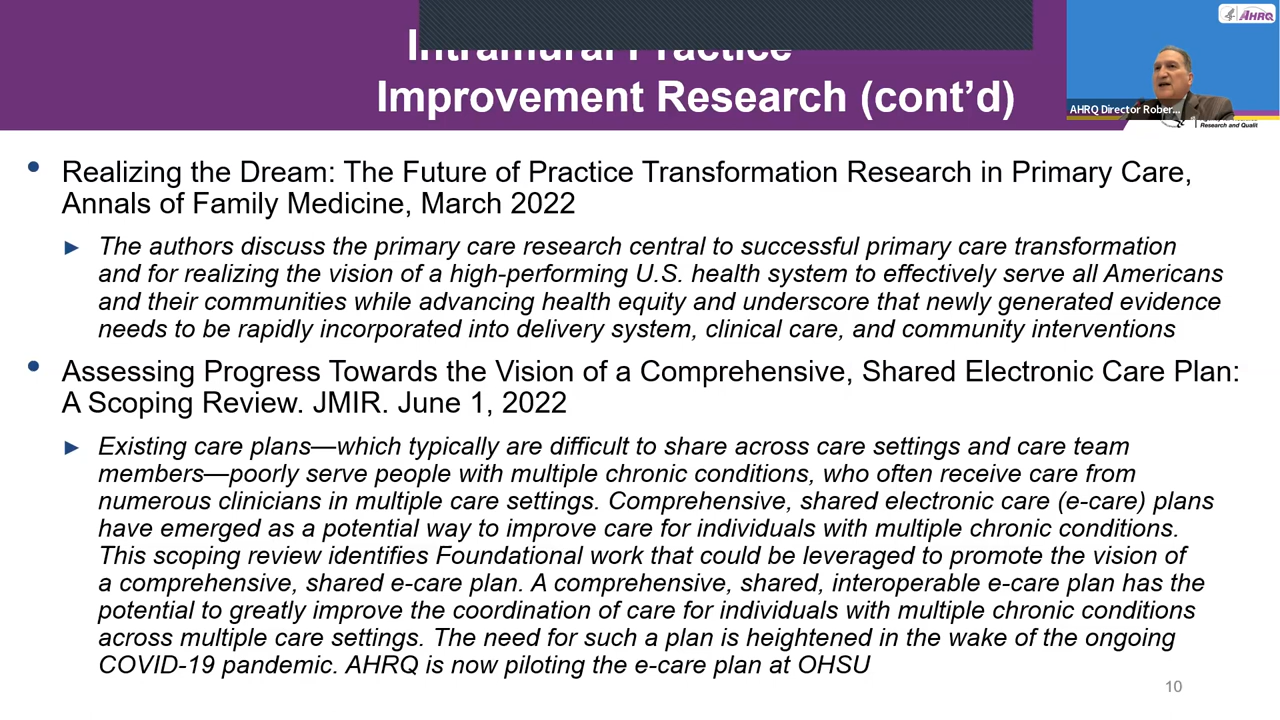 Intramural Practice
Improvement Research (cont’d)
AHRQ
AHRQ Director Rober...
Research and Qualit
• Realizing the Dream: The Future of Practice Transformation Research in Primary Care,
Annals of Family Medicine, March 2022
► The authors discuss the primary care research central to successful primary care transformation
and for realizing the vision of a high-performing U.S. health system to effectively serve all Americans
and their communities while advancing health equity and underscore that newly generated evidence
needs to be rapidly incorporated into delivery system, clinical care, and community interventions
• Assessing Progress Towards the Vision of a Comprehensive, Shared Electronic Care Plan:
A Scoping Review. JMIR. June 1, 2022
► Existing care plans—which typically are difficult to share across care settings and care team
members—poorly serve people with multiple chronic conditions, who often receive care from
numerous clinicians in multiple care settings. Comprehensive, shared electronic care (e-care) plans
have emerged as a potential way to improve care for individuals with multiple chronic conditions.
This scoping review identifies Foundational work that could be leveraged to promote the vision of
a comprehensive, shared e-care plan. A comprehensive, shared, interoperable e-care plan has the
potential to greatly improve the coordination of care for individuals with multiple chronic conditions
across multiple care settings. The need for such a plan is heightened in the wake of the ongoing
COVID-19 pandemic. AHRQ is now piloting the e-care plan at OHSU
10